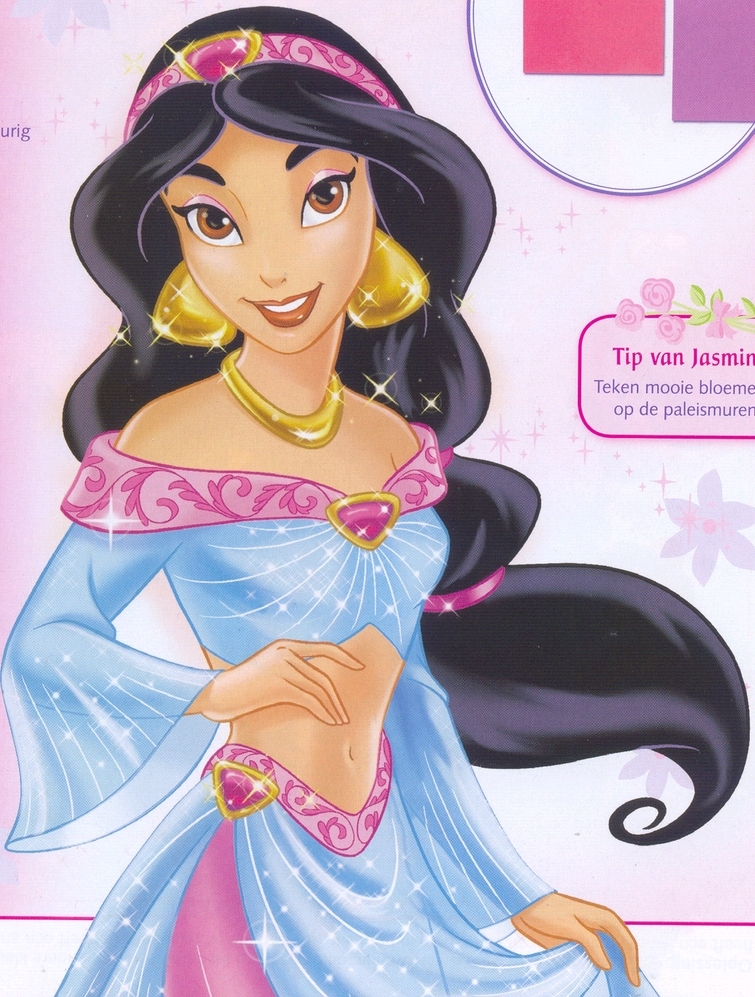 urig
Tip van Jasmin
Teken mooie bloeme
op de paleismuren